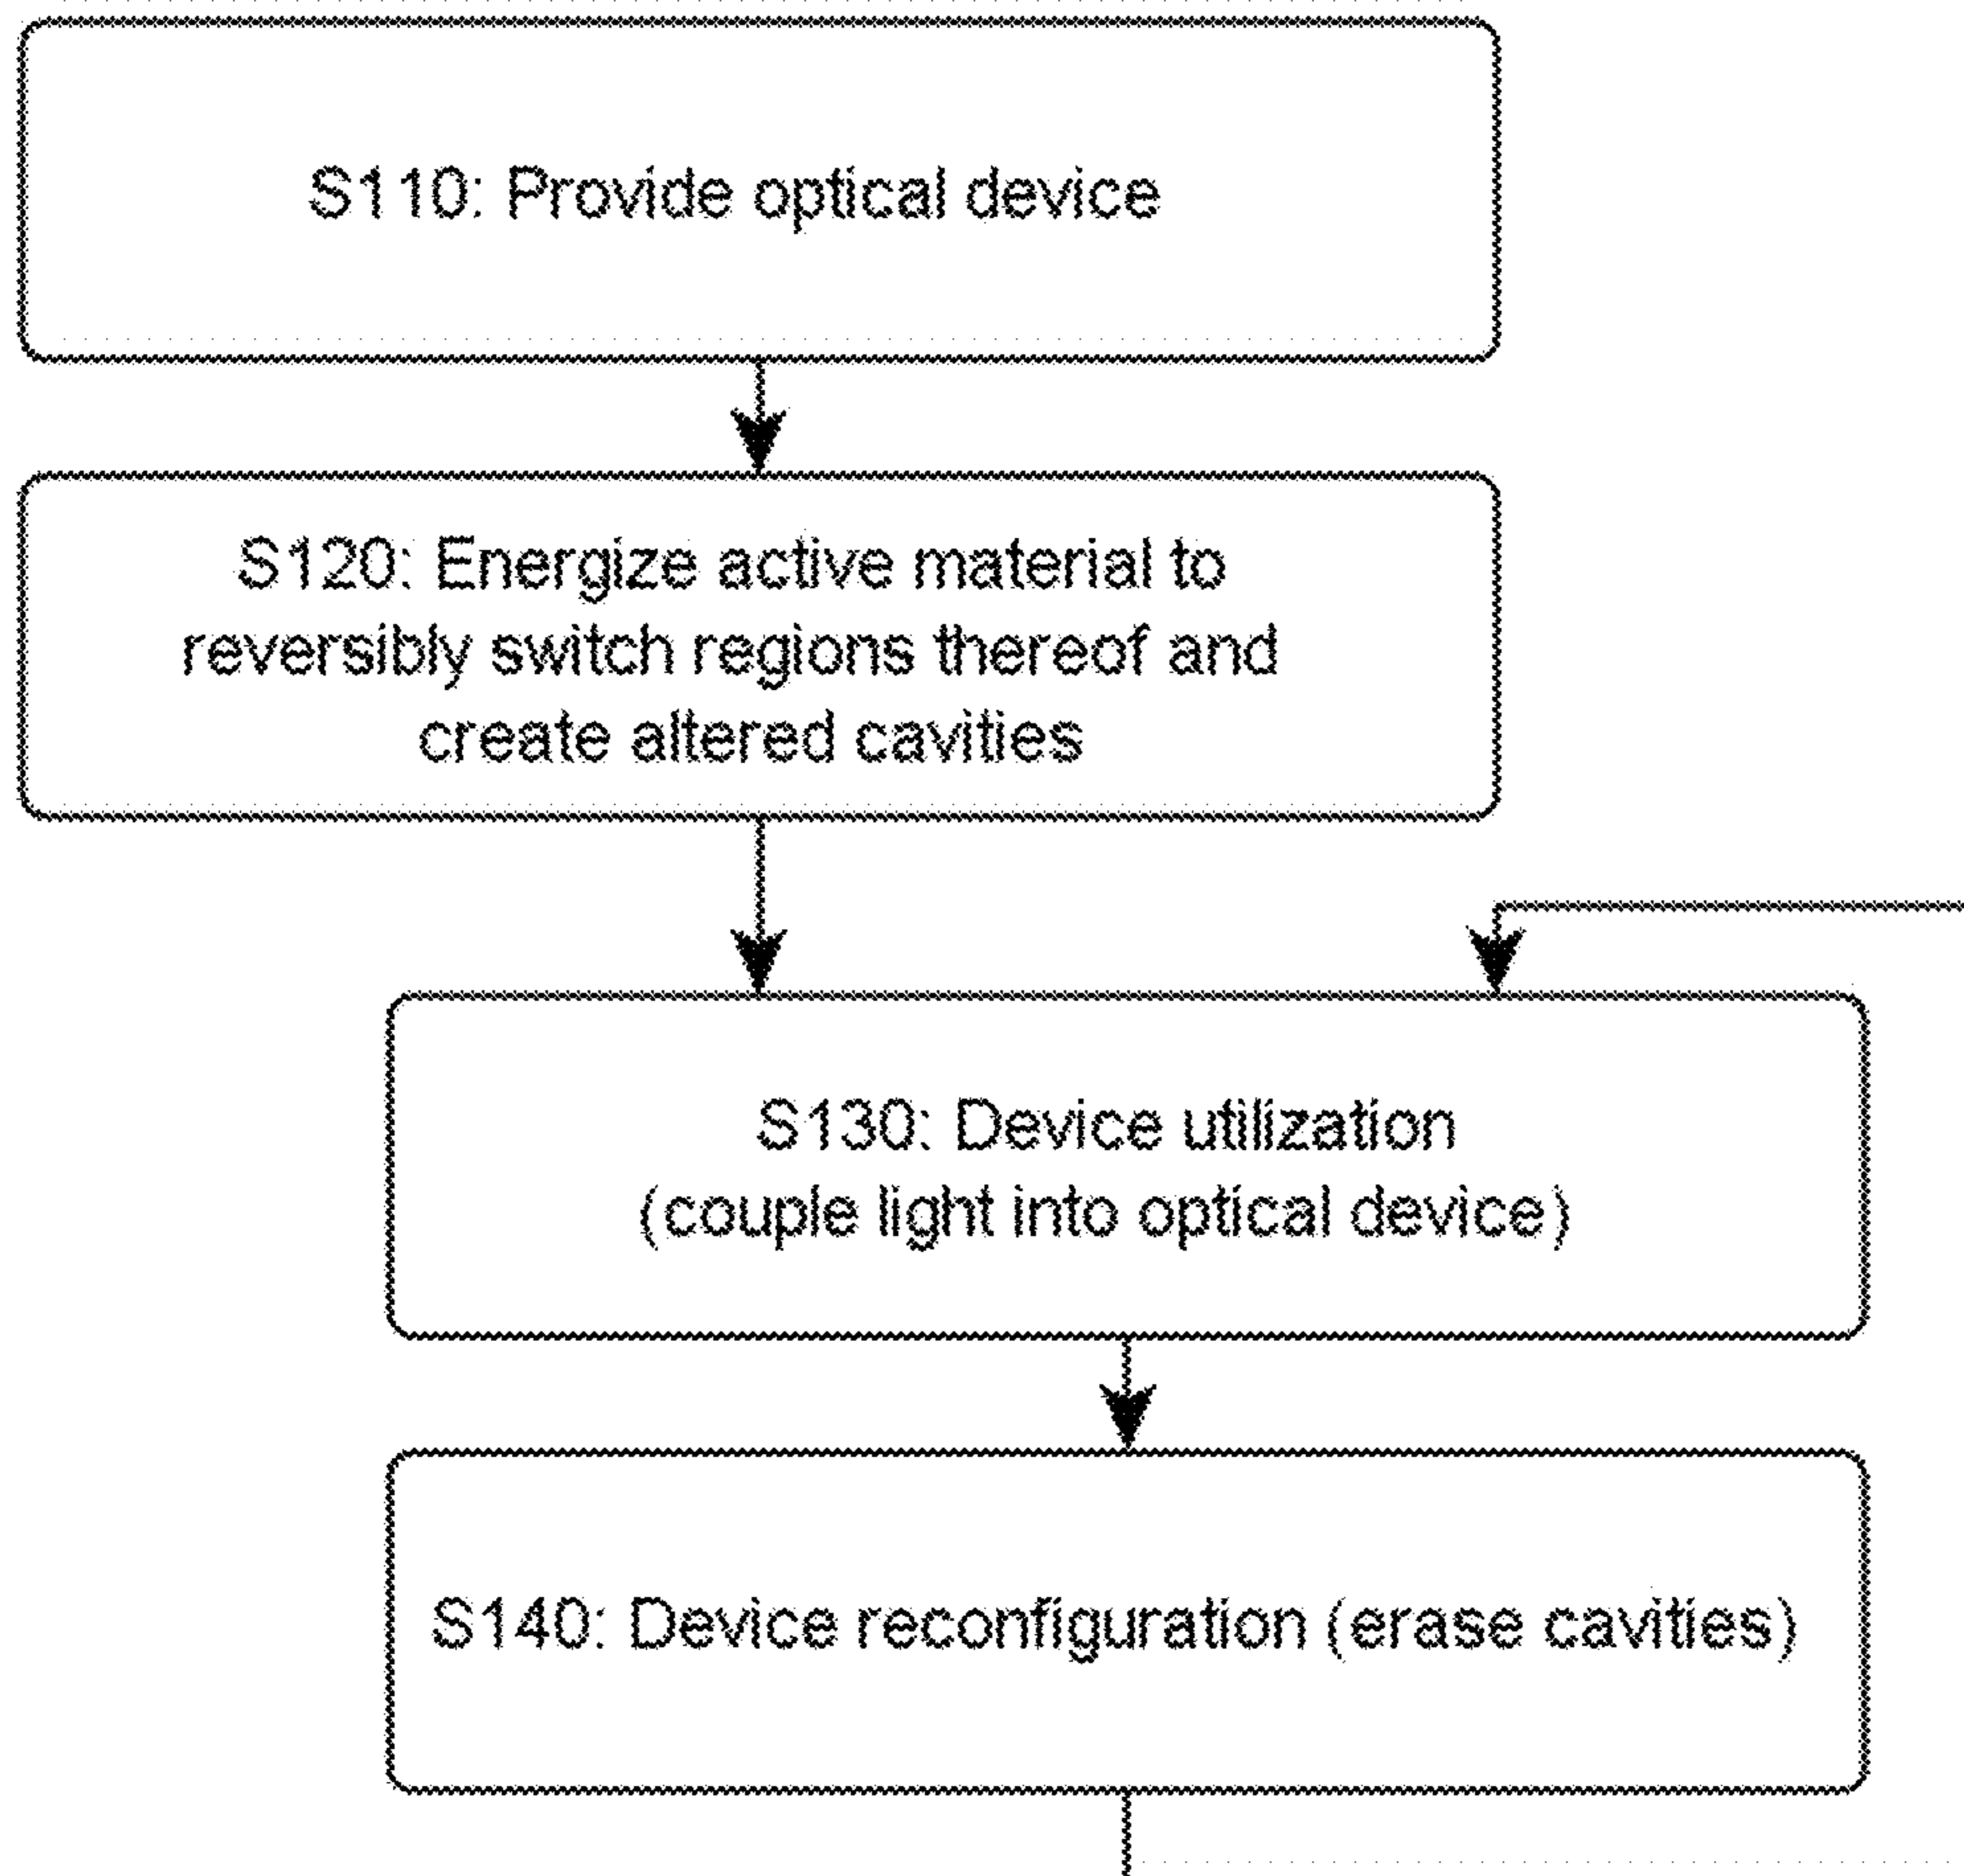 S110: Provide optical device
S120: Energize active material to
reversibly switch regions thereof and
create altered cavities
S130: Device utilization
(couple light into optical device)
S140: Device reconfiguration (erase cavities)